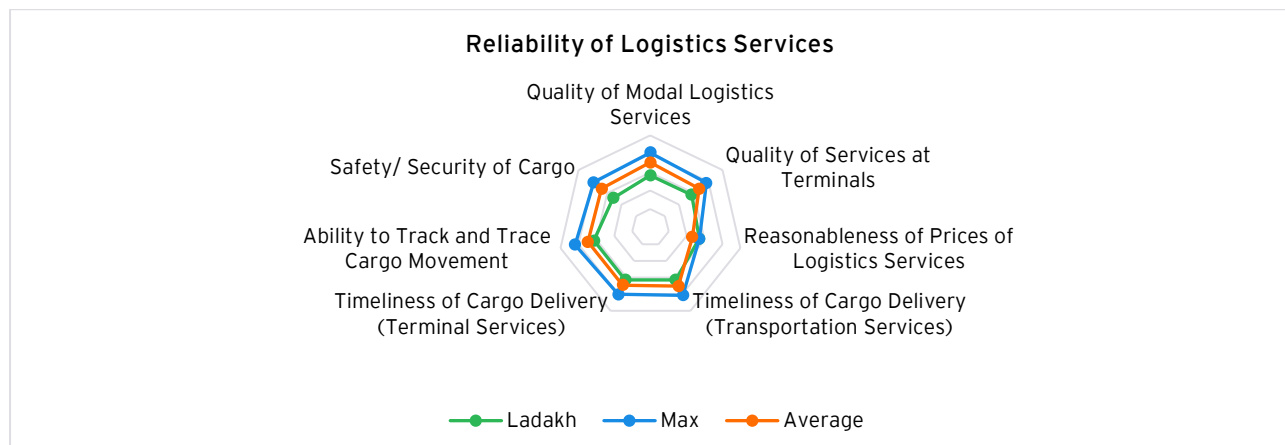 Reliability of Logistics Services
Quality of Modal Logistics
Services
Quality of Services at
Terminals
Reasonableness of Prices of
Logistics Services
Timeliness of Cargo Delivery
(Transportation Services)
Timeliness of Cargo Delivery
(Terminal Services)
Ability to Track and Trace
Cargo Movement
Safety/ Security of Cargo
Ladakh
Max
Average